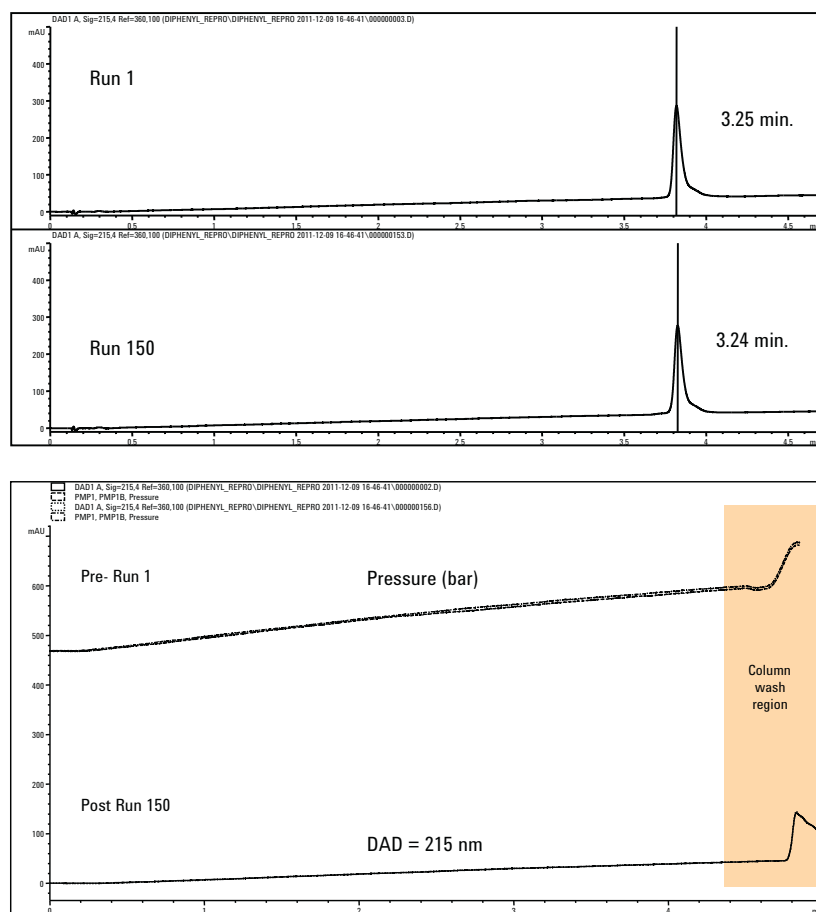 DAD1 A, Sig=215,4 Ref=360,100 (DIPHENYL_REPRO\DIPHENYL_REPRO 2011-12-09 16-46-41\000000003.D)
mAU
Run 1
3.25 min.
400
300
200
100
0
0
0.5
1
1.5
2
2.5
3
3.5
4
4.5
m
DAD1 A, Sig=215,4 Ref=360,100 (DIPHENYL_REPRO\DIPHENYL_REPRO 2011-12-09 16-46-41\000000153.D)
mAU
Run 150
3.24 min.
400
300
200
100
0
0
0.5
1
1.5
2
2.5
3
3.5
4
4.5
m
DAD1 A, Sig=215,4 Ref=360,100 (DIPHENYL_REPRO\DIPHENYL_REPRO 2011-12-09 16-46-41\000000002.D)
PMP1, PMP1B, Pressure
DAD1 A, Sig=215,4 Ref=360,100 (DIPHENYL_REPRO\DIPHENYL_REPRO 2011-12-09 16-46-41\000000156.D)
PMP1, PMP1B, Pressure
mAU
Pre- Run 1
Pressure (bar)
600
500
400
300
200
100
0
Column
wash
region
Post Run 150
DAD = 215 nm
0
1
2
3
4
m